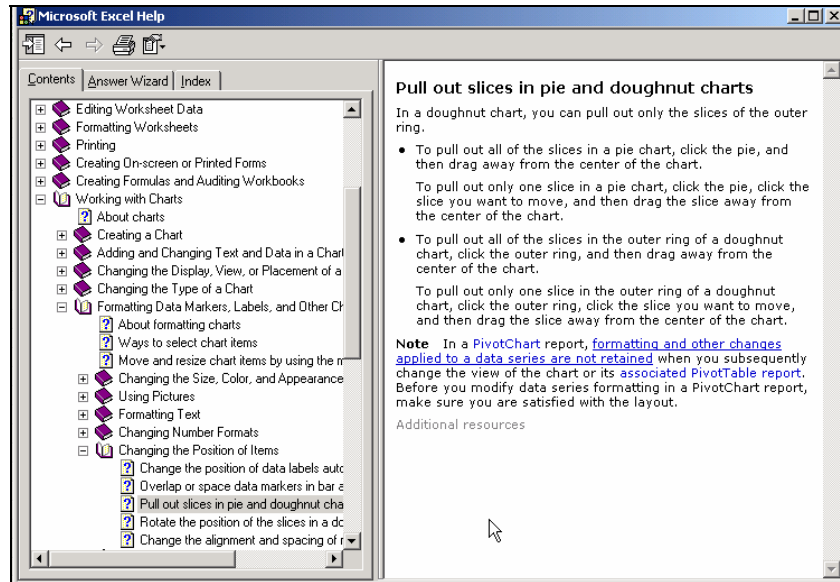 Microsoft Excel Help
Contents Answer Wizard Index
Editing Worksheet Data
Formatting Worksheets
Printing
Creating On-screen or Printed Forms
Creating Formulas and Auditing Workbooks
Working with Charts
About charts
Creating a Chart
Adding and Changing Text and Data in a Chart
Changing the Display, View, or Placement of a
Changing the Type of a Chart
Formatting Data Markers, Labels, and Other Ch
About formatting charts
Ways to select chart items
Move and resize chart items by using the m
Changing the Size, Color, and Appearance
Using Pictures
Formatting Text
Changing Number Formats
Changing the Position of Items
Change the position of data labels auto
Overlap or space data markers in bar a
Pull out slices in pie and doughnut cha
Rotate the position of the slices in a do
Change the alignment and spacing of
Pull out slices in pie and doughnut charts
In a doughnut chart, you can pull out only the slices of the outer
ring.
• To pull out all of the slices in a pie chart, click the pie, and
then drag away from the center of the chart.
To pull out only one slice in a pie chart, click the pie, click the
slice you want to move, and then drag the slice away from
the center of the chart.
• To pull out all of the slices in the outer ring of a doughnut
chart, click the outer ring, and then drag away from the
center of the chart.
To pull out only one slice in the outer ring of a doughnut
chart, click the outer ring, click the slice you want to move,
and then drag the slice away from the center of the chart.
Note In a PivotChart report, formatting and other changes
applied to a data series are not retained when you subsequently
change the view of the chart or its associated PivotTable report.
Before you modify data series formatting in a PivotChart report,
make sure you are satisfied with the layout.
Additional resources